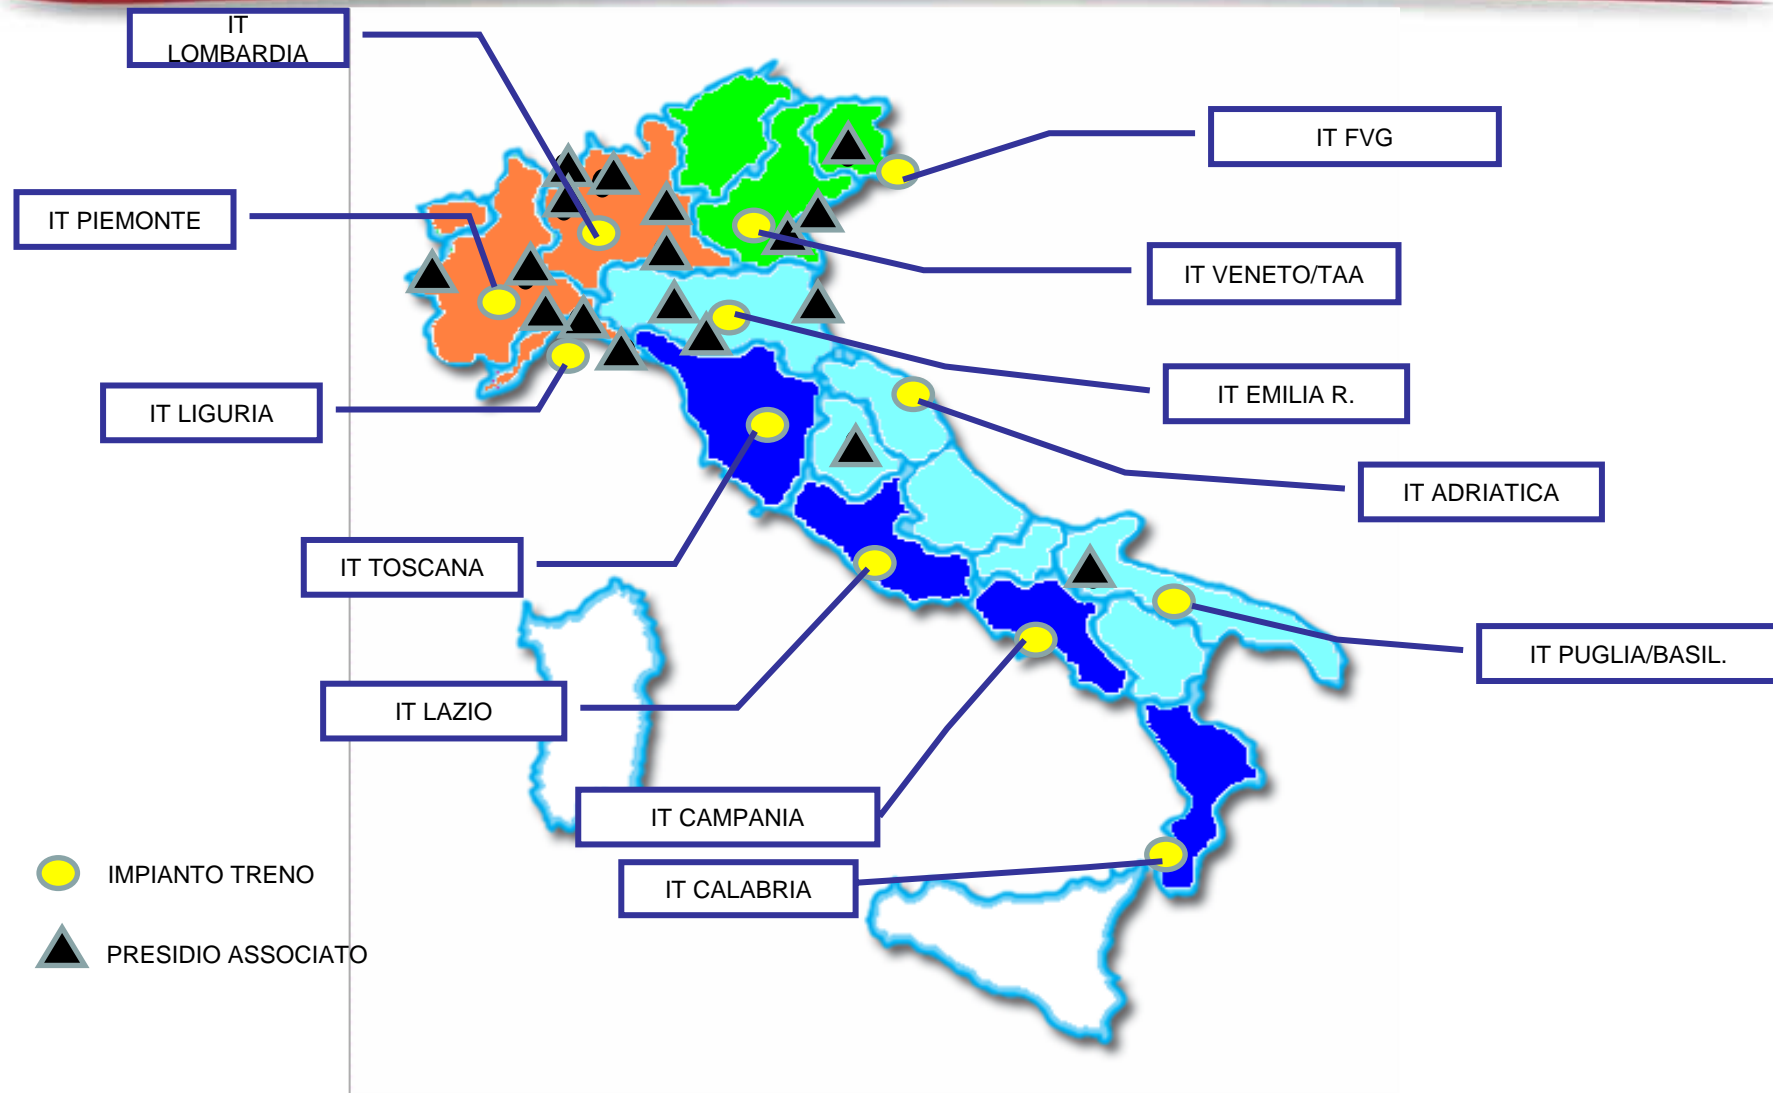 IT
LOMBARDIA
IT FVG
IT PIEMONTE
IT VENETO/TAA
IT EMILIA R.
IT LIGURIA
IT ADRIATICA
IT TOSCANA
IT PUGLIA/BASIL.
IT LAZIO
IT CAMPANIA
IT CALABRIA
IMPIANTO TRENO
PRESIDIO ASSOCIATO